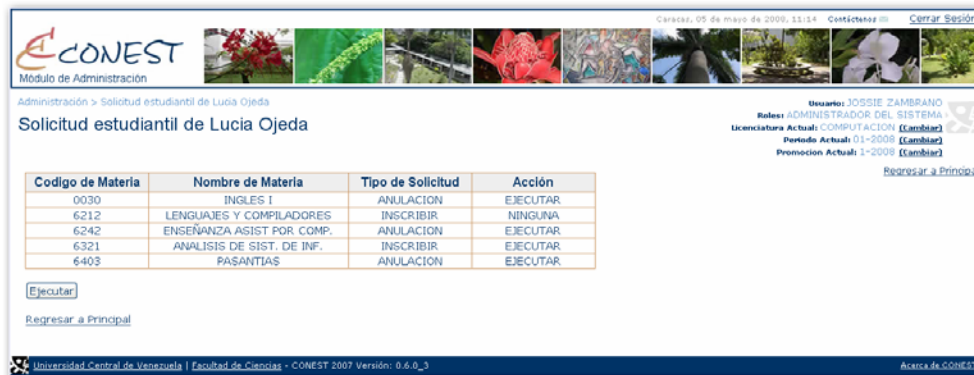 Caracas, 05 de mayo de 2008, 11:14 Contáctenos Cerrar Sesión
CONEST
Módulo de Administración
Administración > Solicitud estudiantil de Lucia Ojeda
Solicitud estudiantil de Lucia Ojeda
Usuario: JOSSIE ZAMBRANO
Roles: ADMINISTRADOR DEL SISTEMA
Licenciatura Actual: COMPUTACION (Cambiar)
Periodo Actual: 01-2008 (Cambiar)
Promocion Actual: 1-2008 (Cambiar)
Regresar a Principal
Codigo de Materia Nombre de Materia Tipo de Solicitud Acción
0030 INGLES I ANULACION EJECUTAR
6212 LENGUAJES Y COMPILADORES INSCRIBIR NINGUNA
6242 ENSEÑANZA ASIST POR COMP. ANULACION EJECUTAR
6321 ANALISIS DE SIST. DE INF. INSCRIBIR EJECUTAR
6403 PASANTIAS ANULACION EJECUTAR
Ejecutar
Regresar a Principal
Universidad Central de Venezuela | Facultad de Ciencias - CONEST 2007 Versión: 0.6.0_3 Acerca de CONEST